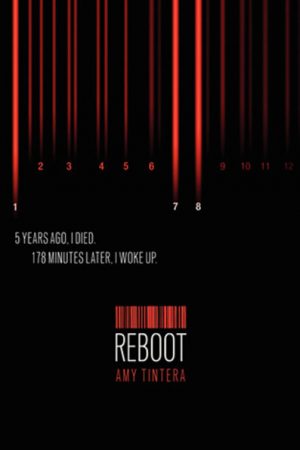 2 3 4 5 6 9 10 11 12
1 7 8
5 YEARS AGO, I DIED.
178 MINUTES LATER, I WOKE UP.
REBOOT
AMY TINTERA